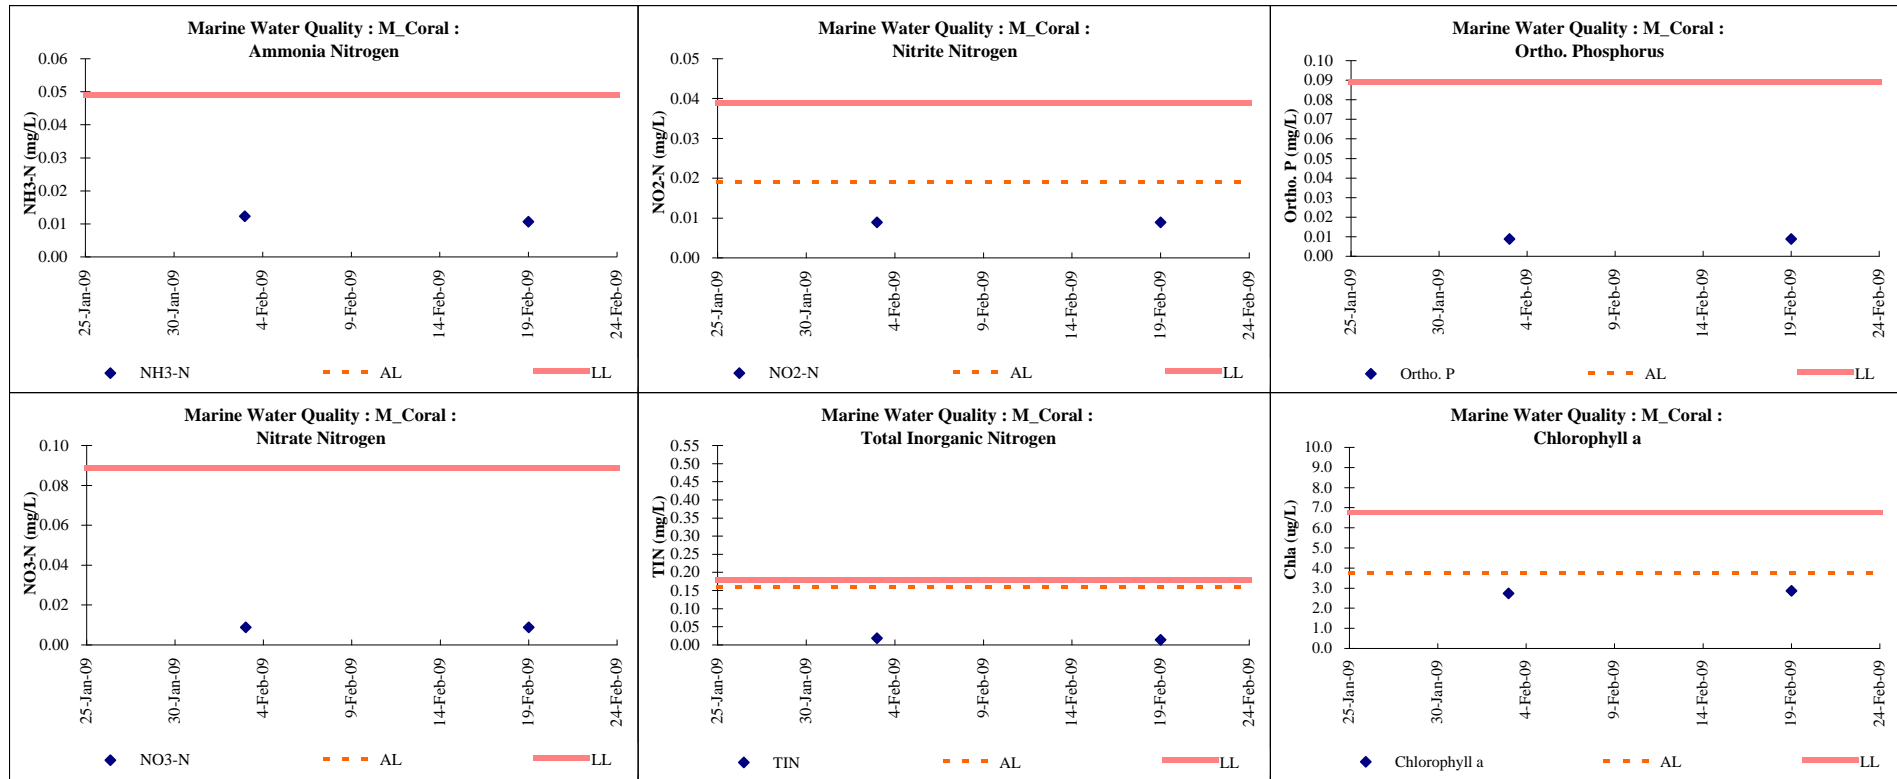 Marine Water Quality : M_Coral :
Ammonia Nitrogen
NH3-N (mg/L)
0.06
0.05
0.04
0.03
0.02
0.01
0.00
25-Jan-09
30-Jan-09
4-Feb-09
9-Feb-09
14-Feb-09
19-Feb-09
24-Feb-09
NH3-N AL LL
Marine Water Quality : M_Coral :
Nitrite Nitrogen
NO2-N (mg/L)
0.05
0.04
0.03
0.02
0.01
0.00
25-Jan-09
30-Jan-09
4-Feb-09
9-Feb-09
14-Feb-09
19-Feb-09
24-Feb-09
NO2-N AL LL
Marine Water Quality : M_Coral :
Ortho. Phosphorus
Ortho. P (mg/L)
0.10
0.09
0.08
0.07
0.06
0.05
0.04
0.03
0.02
0.01
0.00
25-Jan-09
30-Jan-09
4-Feb-09
9-Feb-09
14-Feb-09
19-Feb-09
24-Feb-09
Ortho. P AL LL
Marine Water Quality : M_Coral :
Nitrate Nitrogen
NO3-N (mg/L)
0.10
0.08
0.06
0.04
0.02
0.00
25-Jan-09
30-Jan-09
4-Feb-09
9-Feb-09
14-Feb-09
19-Feb-09
24-Feb-09
NO3-N AL LL
Marine Water Quality : M_Coral :
Total Inorganic Nitrogen
TIN (mg/L)
0.55
0.50
0.45
0.40
0.35
0.30
0.25
0.20
0.15
0.10
0.05
0.00
25-Jan-09
30-Jan-09
4-Feb-09
9-Feb-09
14-Feb-09
19-Feb-09
24-Feb-09
TIN AL LL
Marine Water Quality : M_Coral :
Chlorophyll a
Chla (ug/L)
10.0
9.0
8.0
7.0
6.0
5.0
4.0
3.0
2.0
1.0
0.0
25-Jan-09
30-Jan-09
4-Feb-09
9-Feb-09
14-Feb-09
19-Feb-09
24-Feb-09
Chlorophyll a AL LL